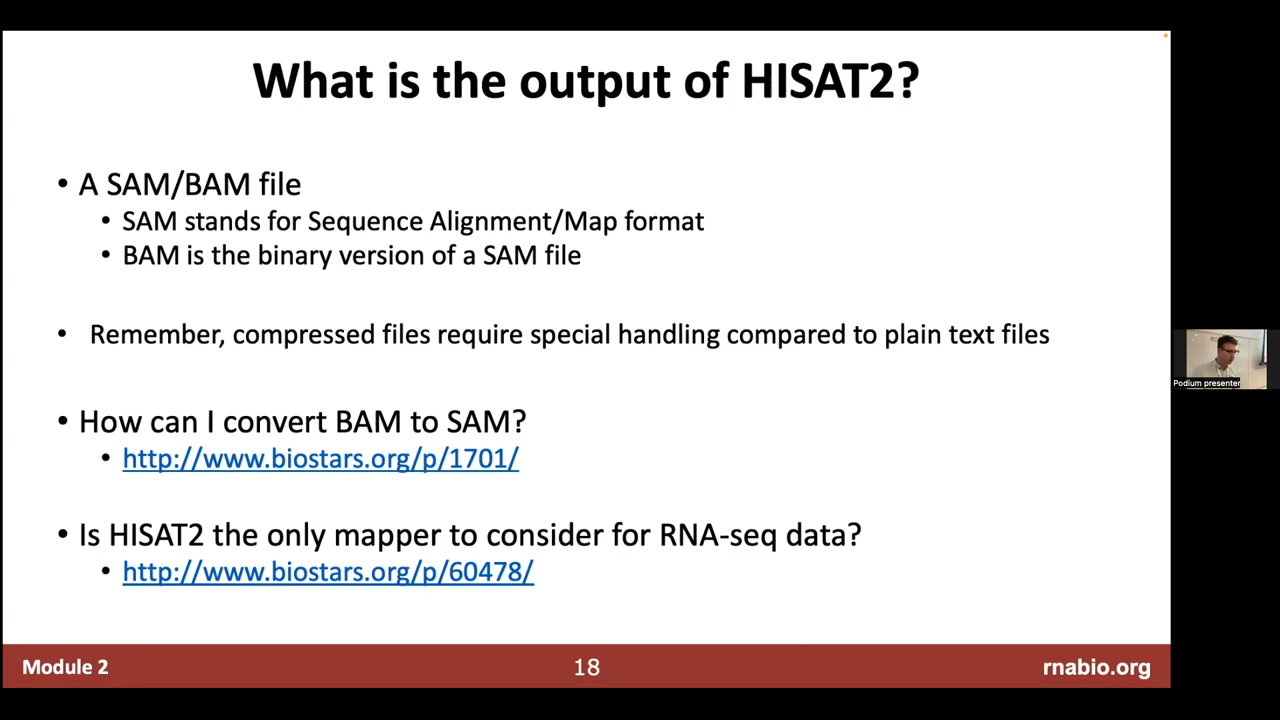 What is the output of HISAT2?
• A SAM/BAM file
• SAM stands for Sequence Alignment/Map format
• BAM is the binary version of a SAM file
• Remember, compressed files require special handling compared to plain text files
• How can I convert BAM to SAM?
• http://www.biostars.org/p/1701/
• Is HISAT2 the only mapper to consider for RNA-seq data?
• http://www.biostars.org/p/60478/
Podium presenter
Module 2
18
rnabio.org